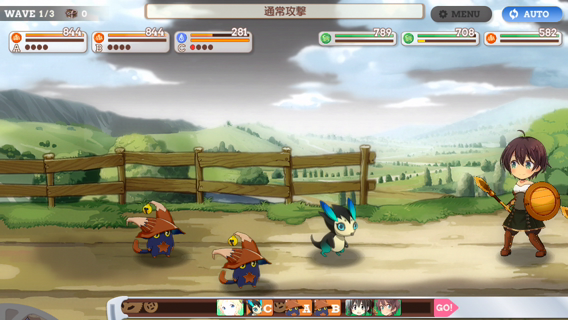 WAVE 1/3
0
通常攻撃
MENU
AUTO
844
A
844
B
281
C
789
708
582
C
A
B
GO!